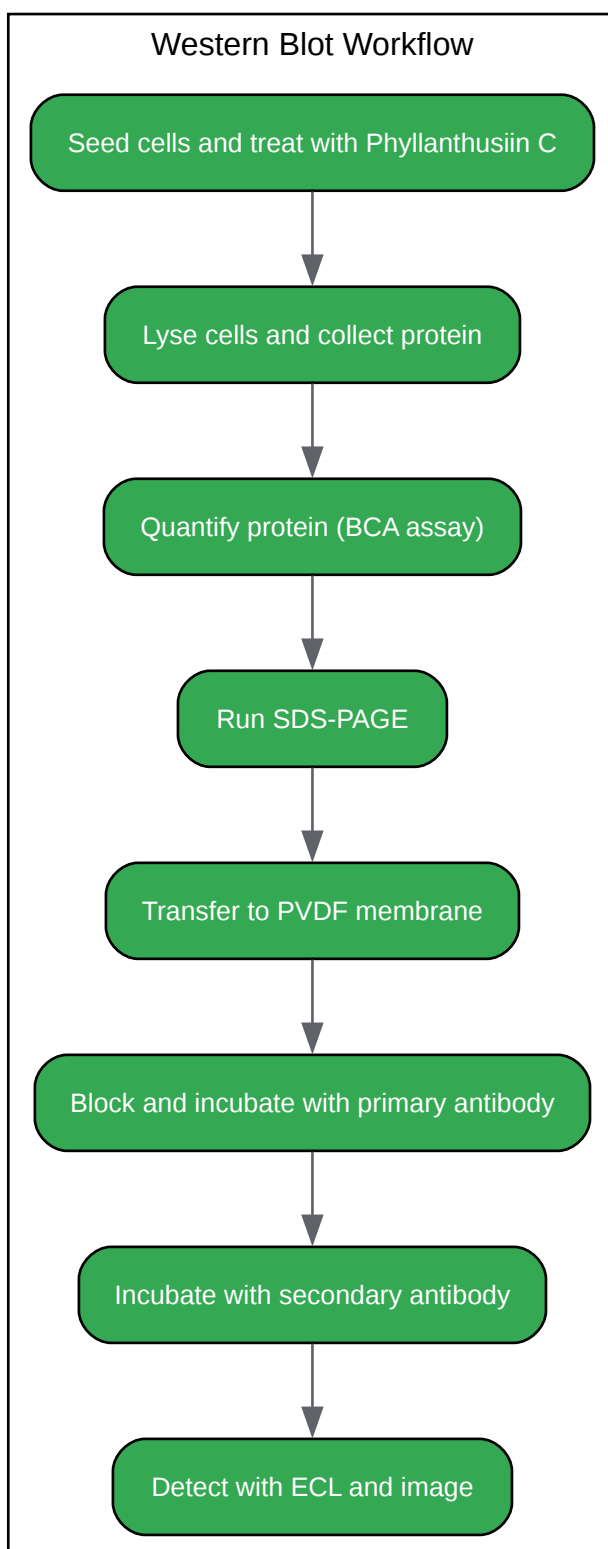 Western Blot Workflow
Seed cells and treat with Phyllanthusiin C
Lyse cells and collect protein
Quantify protein (BCA assay)
Run SDS-PAGE
Transfer to PVDF membrane
Block and incubate with primary antibody
Incubate with secondary antibody
Detect with ECL and image